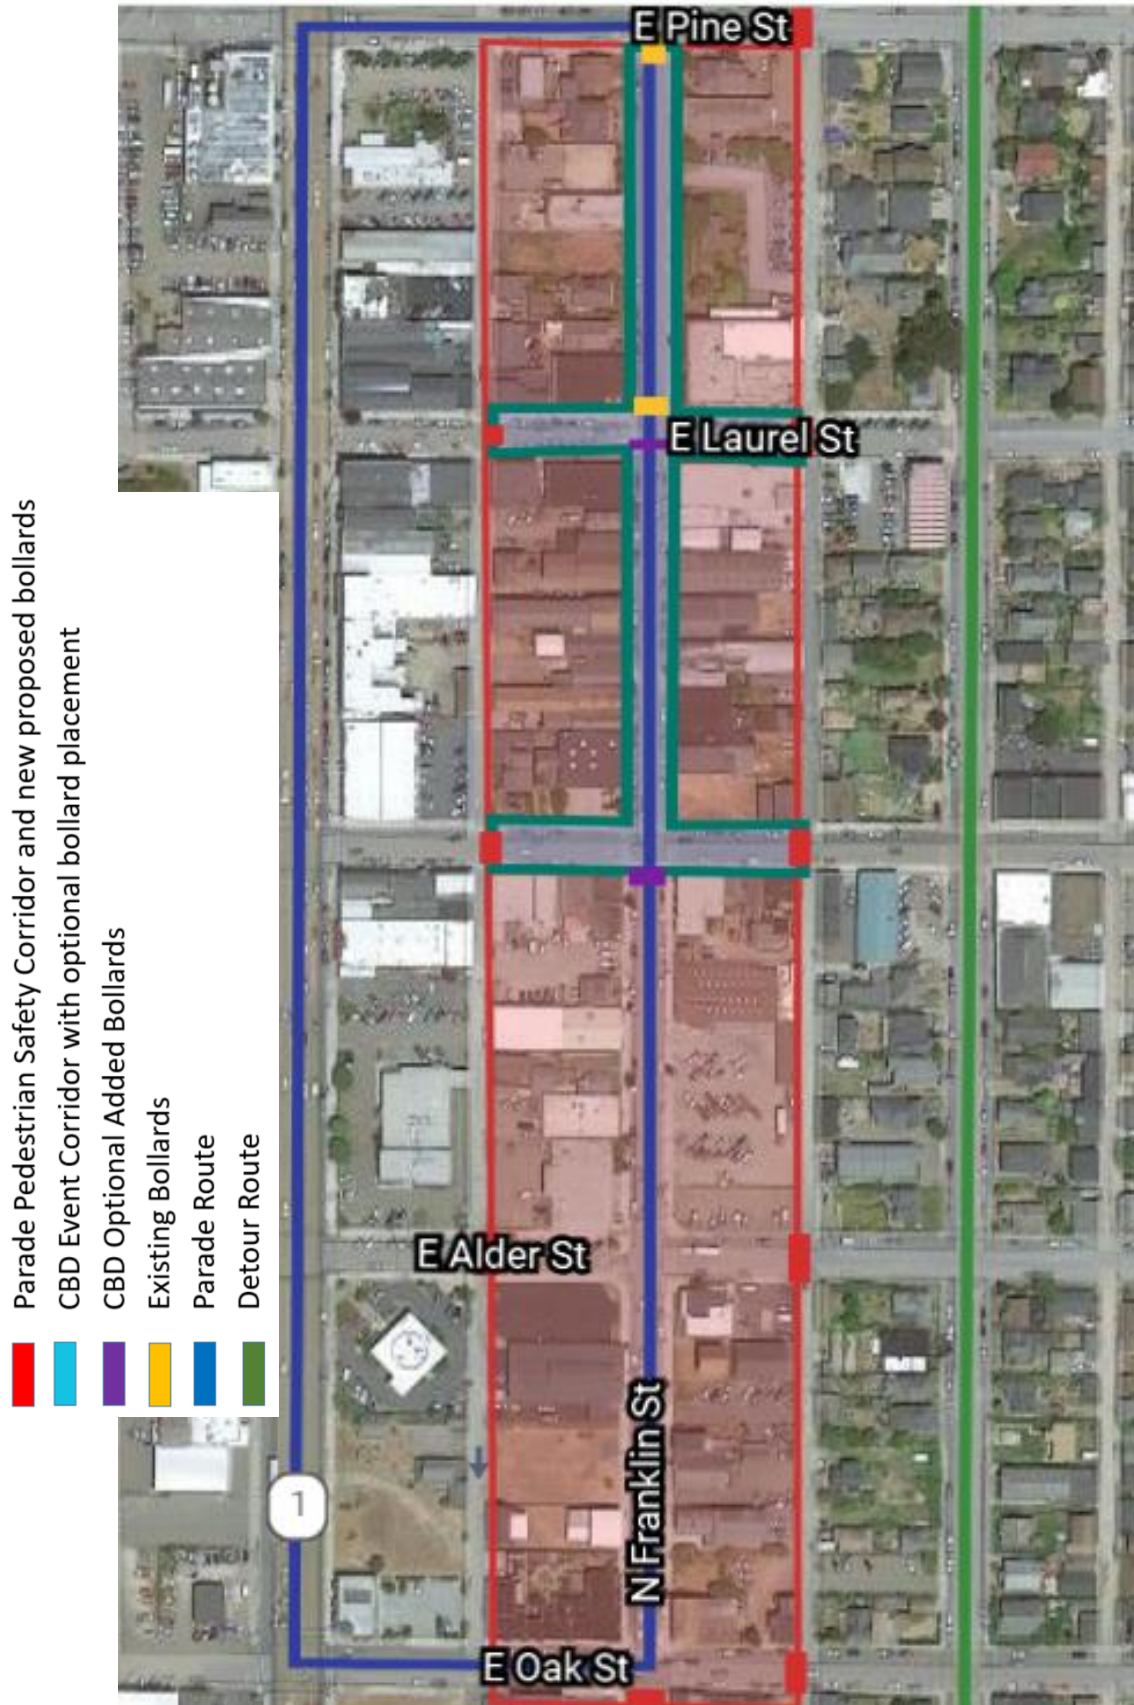 Parade Pedestrian Safety Corridor and new proposed bollards
CBD Event Corridor with optional bollard placement
CBD Optional Added Bollards
Existing Bollards
Parade Route
Detour Route
E Pine St
E Laurel St
E Alder St
1
N Franklin St
E Oak St